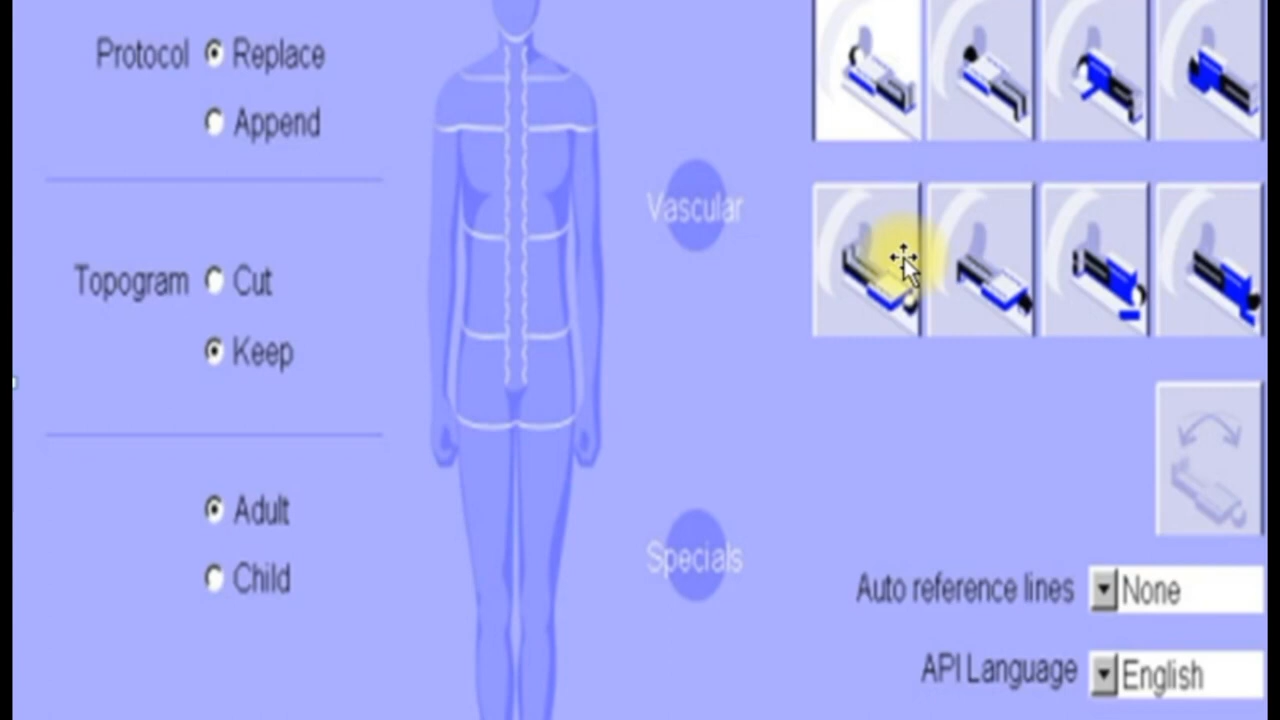 Protocol
Replace
Append
Topogram
Cut
Keep
Adult
Child
Vascular
Specials
Auto reference lines
None
API Language
English